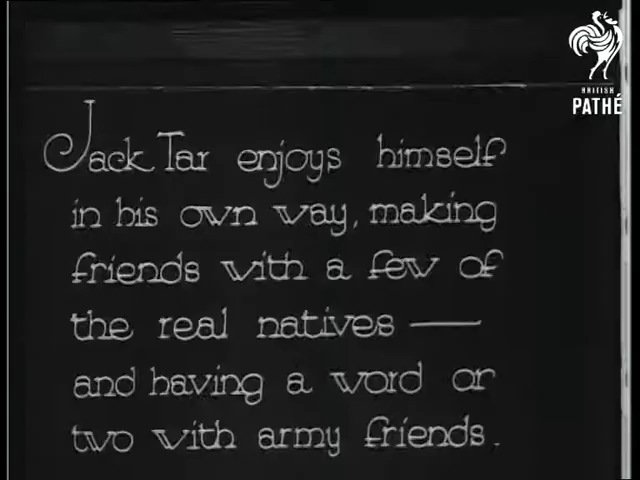 BRITISH
PATHÉ
Jack Tar enjoys himself
in his own way, making
friends with a few of
the real natives —
and having a word or
two with army friends.